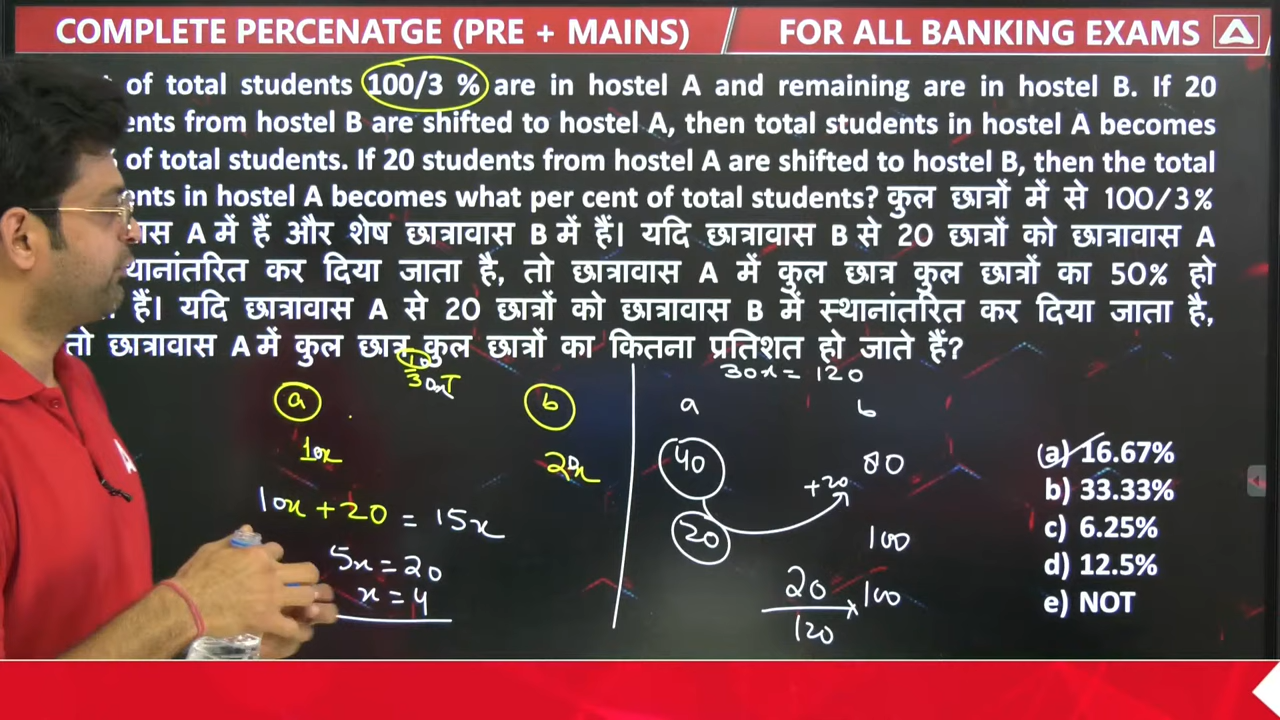 COMPLETE PERCENATGE (PRE + MAINS)
FOR ALL BANKING EXAMS
of total students 100/3 % are in hostel A and remaining are in hostel B. If 20
from hostel B are shifted to hostel A, then total students in hostel A becomes
of total students. If 20 students from hostel A are shifted to hostel B, then the total
in hostel A becomes what per cent of total students? कुल छात्रों में से 100/3%
A में हैं और शेष छात्रावास B में हैं। यदि छात्रावास B से 20 छात्रों को छात्रावास A
कर दिया जाता है, तो छात्रावास A में कुल छात्र कुल छात्रों का 50% हो
हैं। यदि छात्रावास A से 20 छात्रों को छात्रावास B में स्थानांतरित कर दिया जाता है,
तो छात्रावास A में कुल छात्र कुल छात्रों का कितना प्रतिशत हो जाते हैं?
30x = 120
a
b
a
b
10x
20x
40
80
+20
10x + 20 = 15x
20
100
5x = 20
x = 4
20
x 100
120
(a) 16.67%
b) 33.33%
c) 6.25%
d) 12.5%
e) NOT